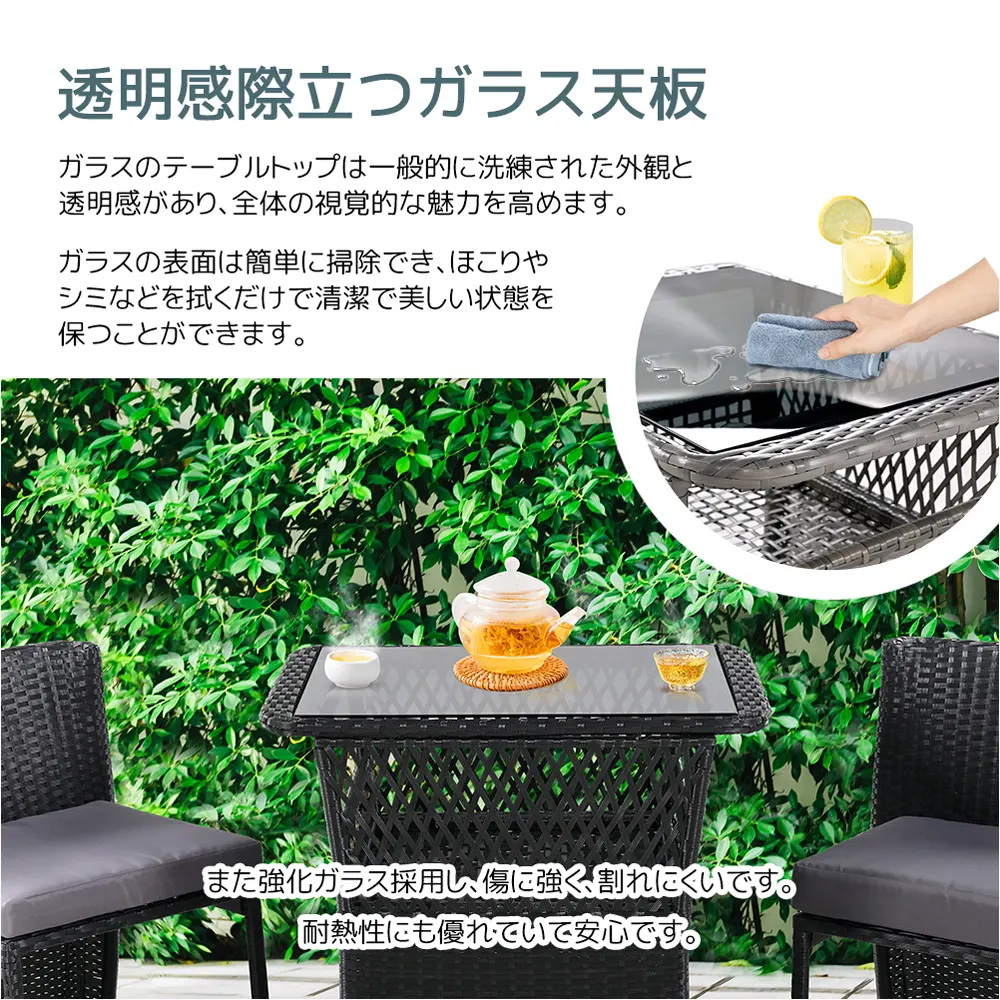 透明感際立つガラス天板
ガラスのテーブルトップは一般的に洗練された外観と
透明感があり、全体の視覚的な魅力を高めます。
ガラスの表面は簡単に掃除でき、ほこりや
シミなどを拭くだけで清潔で美しい状態を
保つことができます。
また強化ガラス採用し、傷に強く、割れにくいです。
耐熱性にも優れていて安心です。